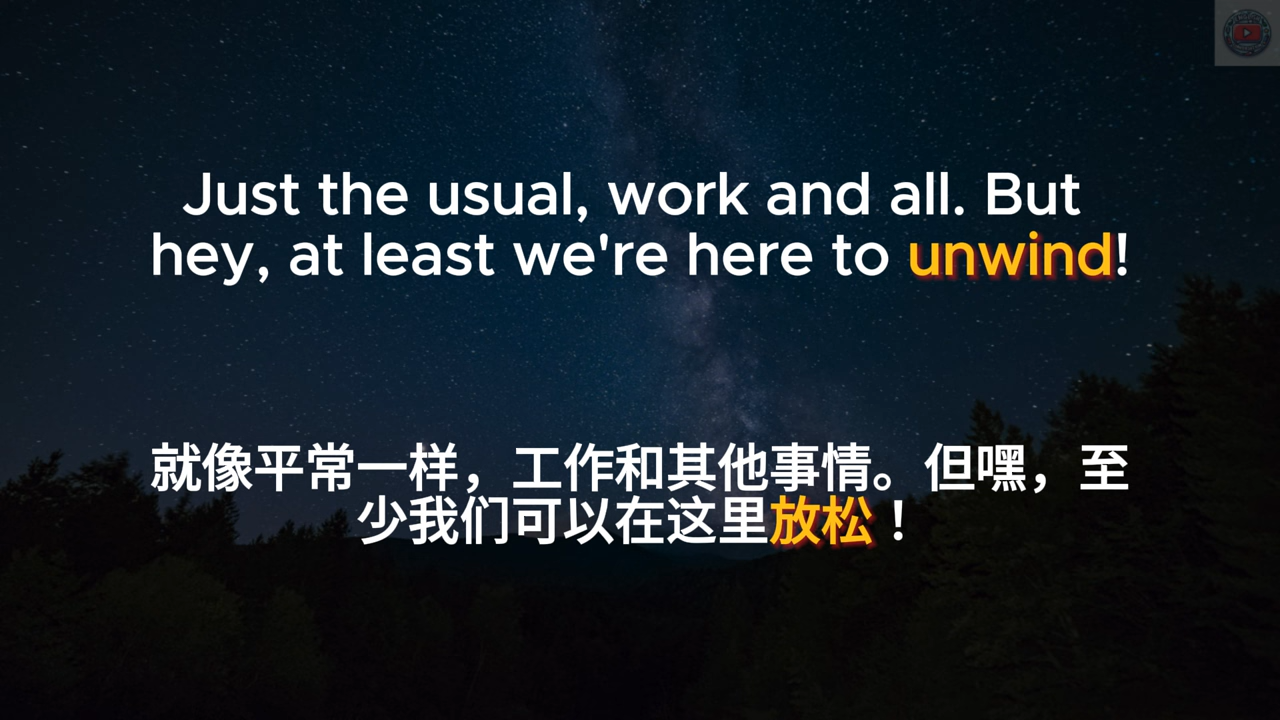 Just the usual, work and all. But
hey, at least we're here to unwind!
就像平常一样，工作和其他事情。但嘿，至
少我们可以在这里放松！